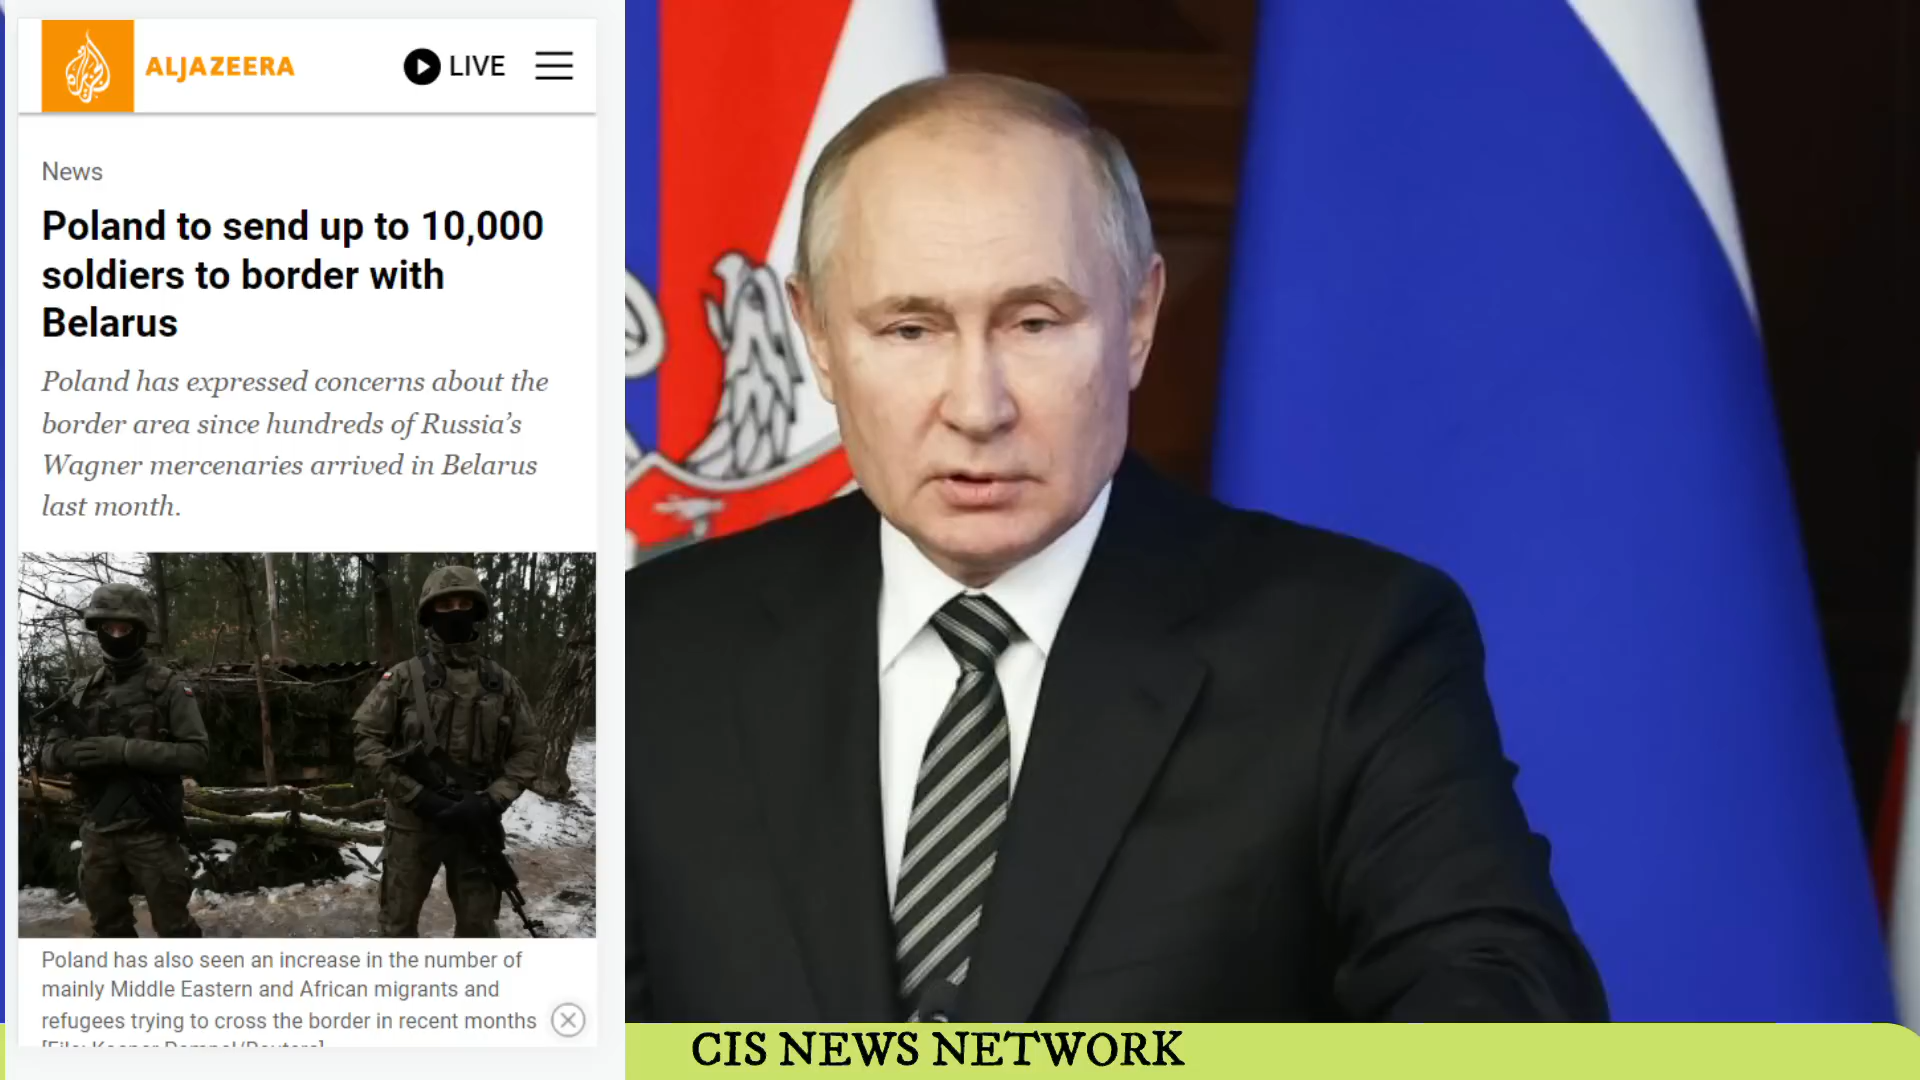 ALJAZEERA
LIVE
News
Poland to send up to 10,000
soldiers to border with
Belarus
Poland has expressed concerns about the
border area since hundreds of Russia’s
Wagner mercenaries arrived in Belarus
last month.
Poland has also seen an increase in the number of
mainly Middle Eastern and African migrants and
refugees trying to cross the border in recent months
CIS NEWS NETWORK